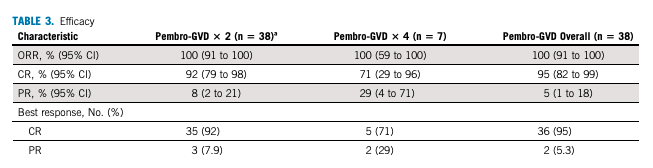 TABLE 3. Efficacy
Characteristic Pembro-GVD × 2 (n = 38)ª Pembro-GVD × 4 (n = 7) Pembro-GVD Overall (n = 38)
ORR, % (95% CI) 100 (91 to 100) 100 (59 to 100) 100 (91 to 100)
CR, % (95% CI) 92 (79 to 98) 71 (29 to 96) 95 (82 to 99)
PR, % (95% CI) 8 (2 to 21) 29 (4 to 71) 5 (1 to 18)
Best response, No. (%)
CR 35 (92) 5 (71) 36 (95)
PR 3 (7.9) 2 (29) 2 (5.3)